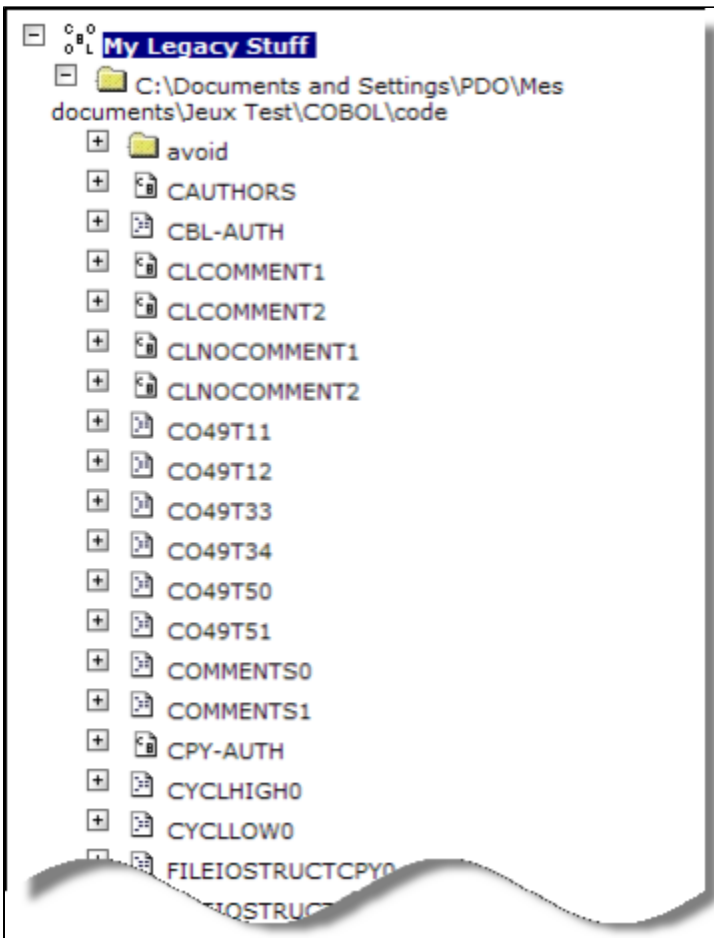 My Legacy Stuff
C:\Documents and Settings\PDO\Mes
documents\Jeux Test\COBOL\code
avoid
CAUTHORS
CBL-AUTH
CLCOMMENT1
CLCOMMENT2
CLNOCOMMENT1
CLNOCOMMENT2
CO49T11
CO49T12
CO49T33
CO49T34
CO49T50
CO49T51
COMMENTS0
COMMENTS1
CPY-AUTH
CYCLHIGH0
CYCLLOW0
FILEIOSTRUCTCPY0